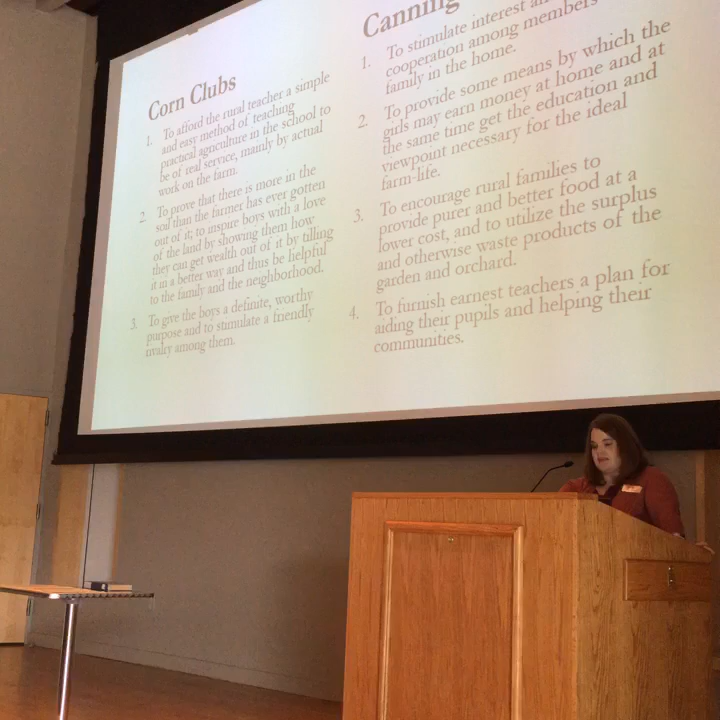 Corn Clubs
1. To afford the rural teacher a simple
and easy method of teaching
practical agriculture in the school to
be of real service, mainly by actual
work on the farm.
2. To prove that there is more in the
soil than the farmer has ever gotten
out of it; to inspire boys with a love
of the land by showing them how
they can get wealth out of it by tilling
it in a better way and thus be helpful
to the family and the neighborhood.
3. To give the boys a definite, worthy
purpose and to stimulate a friendly
rivalry among them.
Canning
1. To stimulate interest
cooperation among members
family in the home.
2. To provide some means by which the
girls may earn money at home and at
the same time get the education and
viewpoint necessary for the ideal
farm-life.
3. To encourage rural families to
provide purer and better food at a
lower cost, and to utilize the surplus
and otherwise waste products of the
garden and orchard.
4. To furnish earnest teachers a plan for
aiding their pupils and helping their
communities.